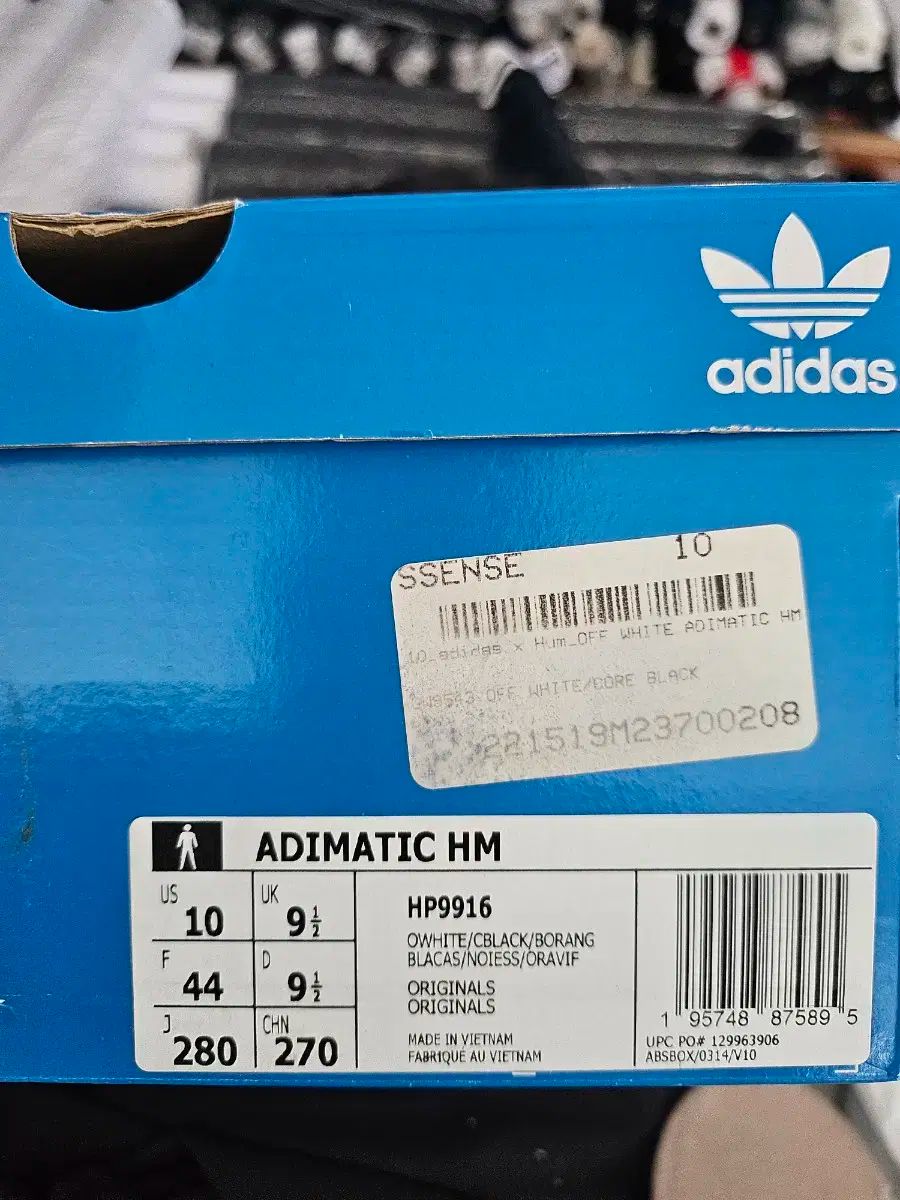 adidas
SSENSE 10
adidas x Hum_OFF WHITE ADIMATIC HM
OFF WHITE/CORE BLACK
221519M23700208
ADIMATIC HM
US 10 UK 9½
F 44 D 9½
J 280 CHN 270
HP9916
OWHITE/CBLACK/BORANG
BLACAS/NOIESS/ORAVIF
ORIGINALS
ORIGINALS
MADE IN VIETNAM
FABRIQUÉ AU VIETNAM
1 95748 87589 5
UPC PO# 129963906
ABSBOX/0314/V10